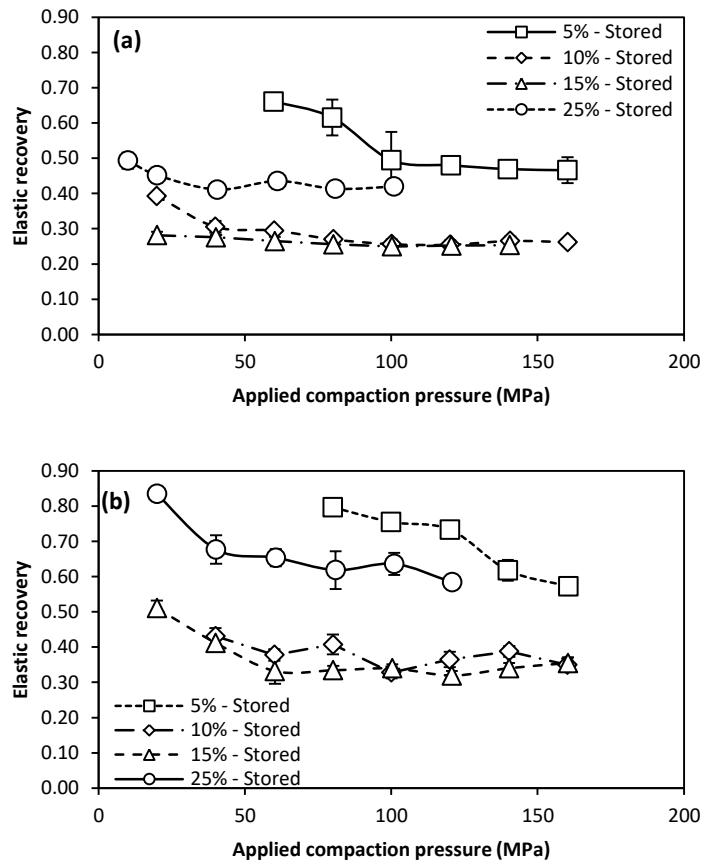 (a)
5% - Stored
10% - Stored
15% - Stored
25% - Stored
0.90
0.80
0.70
0.60
0.50
0.40
0.30
0.20
0.10
0.00
Elastic recovery
0 50 100 150 200
Applied compaction pressure (MPa)
(b)
0.90
0.80
0.70
0.60
0.50
0.40
0.30
0.20
0.10
0.00
Elastic recovery
5% - Stored
10% - Stored
15% - Stored
25% - Stored
0 50 100 150 200
Applied compaction pressure (MPa)